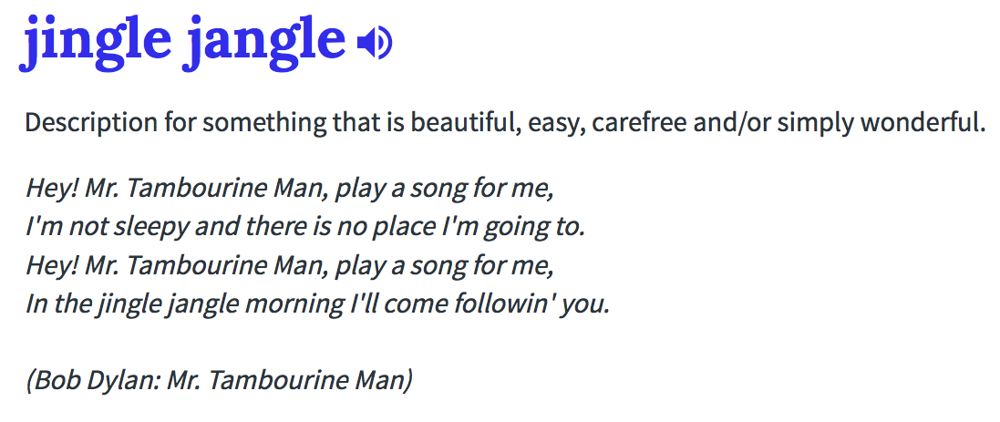 jingle jangle
Description for something that is beautiful, easy, carefree and/or simply wonderful.
Hey! Mr. Tambourine Man, play a song for me,
I'm not sleepy and there is no place I'm going to.
Hey! Mr. Tambourine Man, play a song for me,
In the jingle jangle morning I'll come followin' you.
(Bob Dylan: Mr. Tambourine Man)